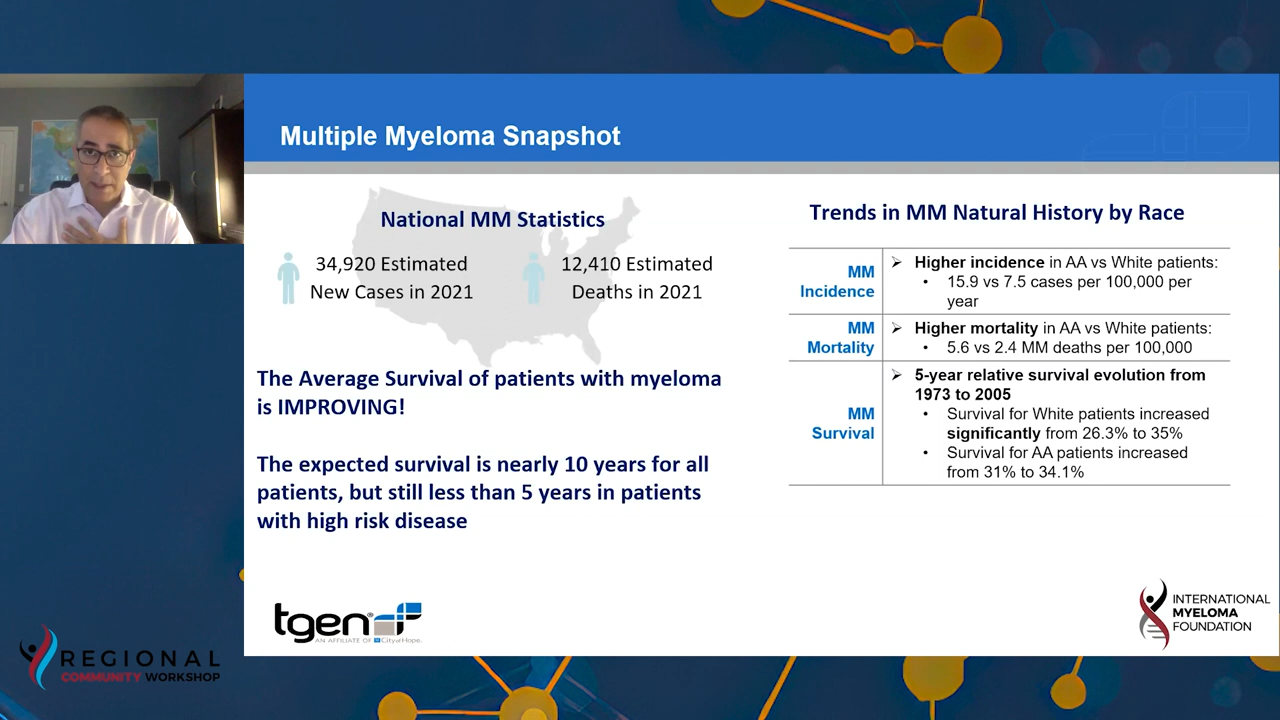 Multiple Myeloma Snapshot
National MM Statistics
34,920 Estimated
New Cases in 2021
12,410 Estimated
Deaths in 2021
The Average Survival of patients with myeloma
is IMPROVING!
The expected survival is nearly 10 years for all
patients, but still less than 5 years in patients
with high risk disease
Trends in MM Natural History by Race
MM
Incidence
➢ Higher incidence in AA vs White patients:
• 15.9 vs 7.5 cases per 100,000 per
year
MM
Mortality
➢ Higher mortality in AA vs White patients:
• 5.6 vs 2.4 MM deaths per 100,000
MM
Survival
➢ 5-year relative survival evolution from
1973 to 2005
• Survival for White patients increased
significantly from 26.3% to 35%
• Survival for AA patients increased
from 31% to 34.1%
tgen®
AN AFFILIATE OF City of Hope.
INTERNATIONAL
MYELOMA
FOUNDATION
REGIONAL
COMMUNITY WORKSHOP